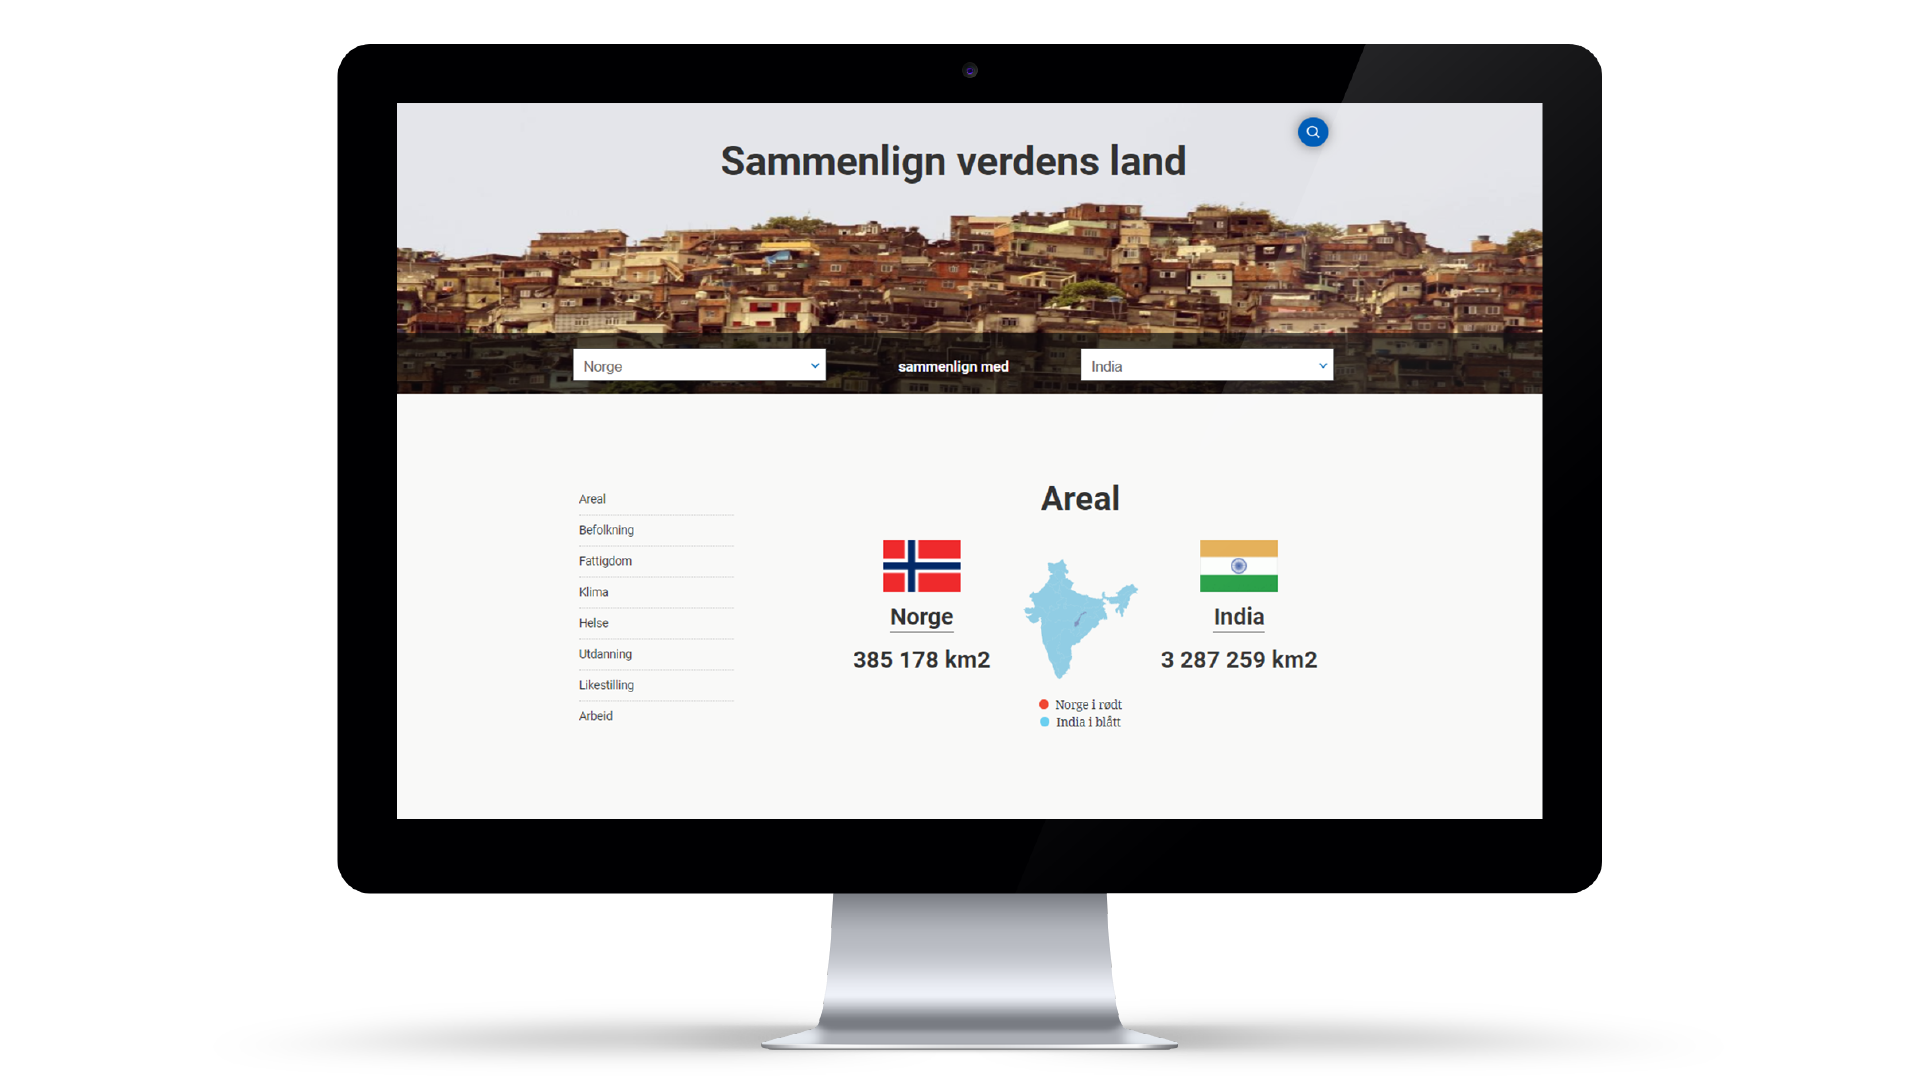 Sammenlign verdens land
Norge
sammenlign med
India
Areal
Befolkning
Fattigdom
Klima
Helse
Utdanning
Likestilling
Arbeid
Areal
Norge
385 178 km2
India
3 287 259 km2
Norge i rødt
India i blått